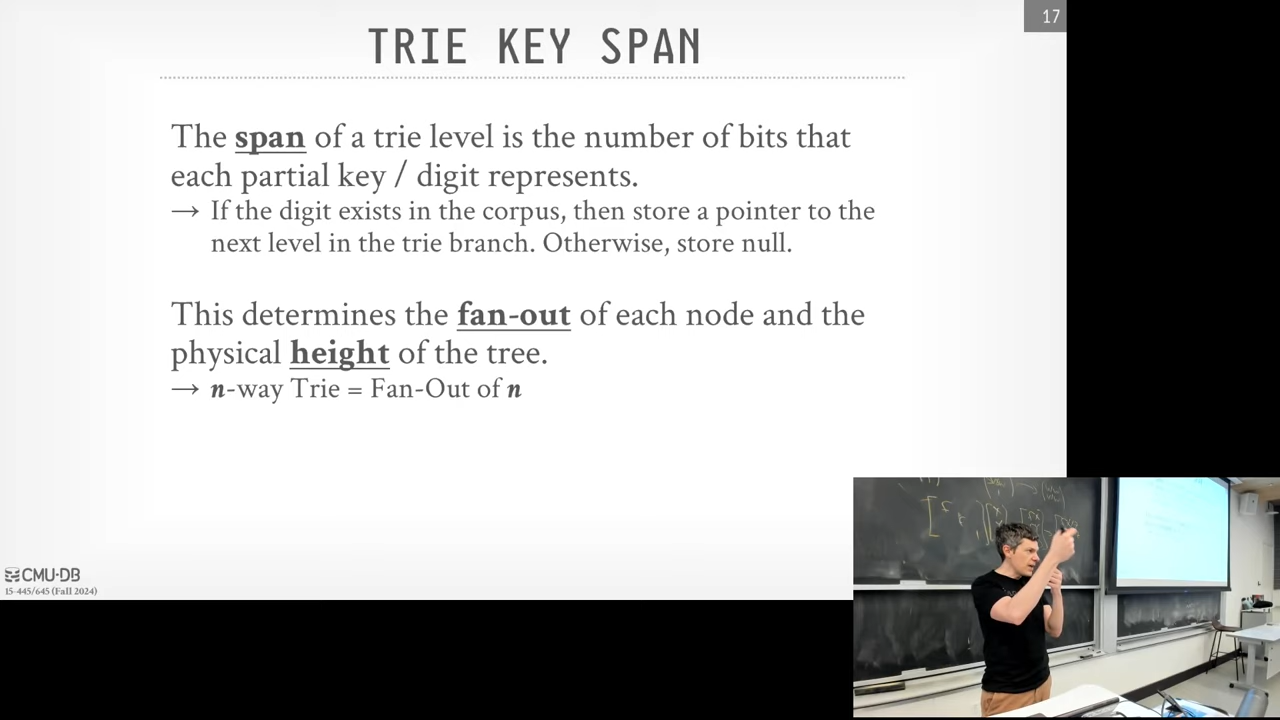 17
TRIE KEY SPAN
The span of a trie level is the number of bits that
each partial key / digit represents.
→ If the digit exists in the corpus, then store a pointer to the
next level in the trie branch. Otherwise, store null.
This determines the fan-out of each node and the
physical height of the tree.
→ n-way Trie = Fan-Out of n
CMU·DB
15-445/645 (Fall 2024)